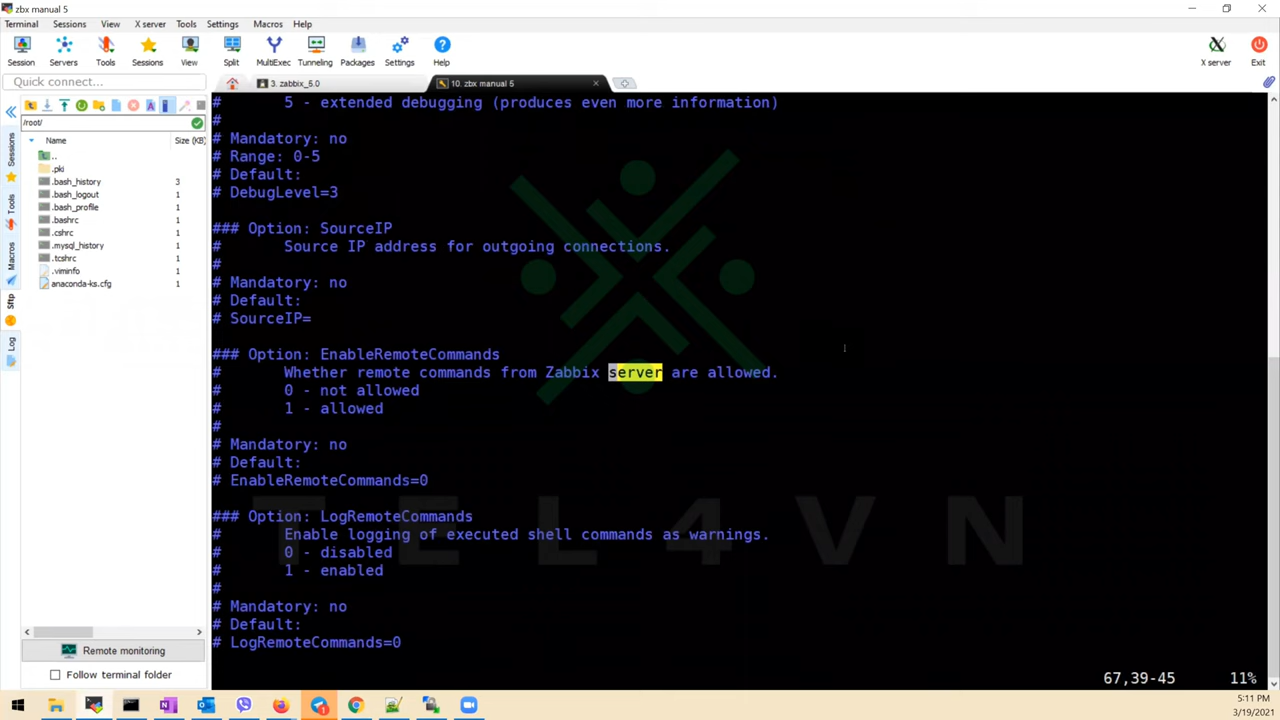 zbx manual 5
Terminal Sessions View X server Tools Settings Macros Help
Session Servers Tools Sessions View Split MultiExec Tunneling Packages Settings Help X server Exit
Quick connect...
3. zabbix_5.0
10. zbx manual 5
/root/
Name Size (KB)
..
.pki
.bash_history 3
.bash_logout 1
.bash_profile 1
.bashrc 1
.cshrc 1
.mysql_history 1
.tcshrc 1
.viminfo 1
anaconda-ks.cfg 1
Sessions
Tools
Macros
Sftp
Log
Remote monitoring
Follow terminal folder
# 5 - extended debugging (produces even more information)
#
# Mandatory: no
# Range: 0-5
# Default:
# DebugLevel=3
### Option: SourceIP
# Source IP address for outgoing connections.
#
# Mandatory: no
# Default:
# SourceIP=
### Option: EnableRemoteCommands
# Whether remote commands from Zabbix server are allowed.
# 0 - not allowed
# 1 - allowed
#
# Mandatory: no
# Default:
# EnableRemoteCommands=0
### Option: LogRemoteCommands
# Enable logging of executed shell commands as warnings.
# 0 - disabled
# 1 - enabled
#
# Mandatory: no
# Default:
# LogRemoteCommands=0
TEL4VN
67,39-45 11%
5:11 PM
3/19/2021